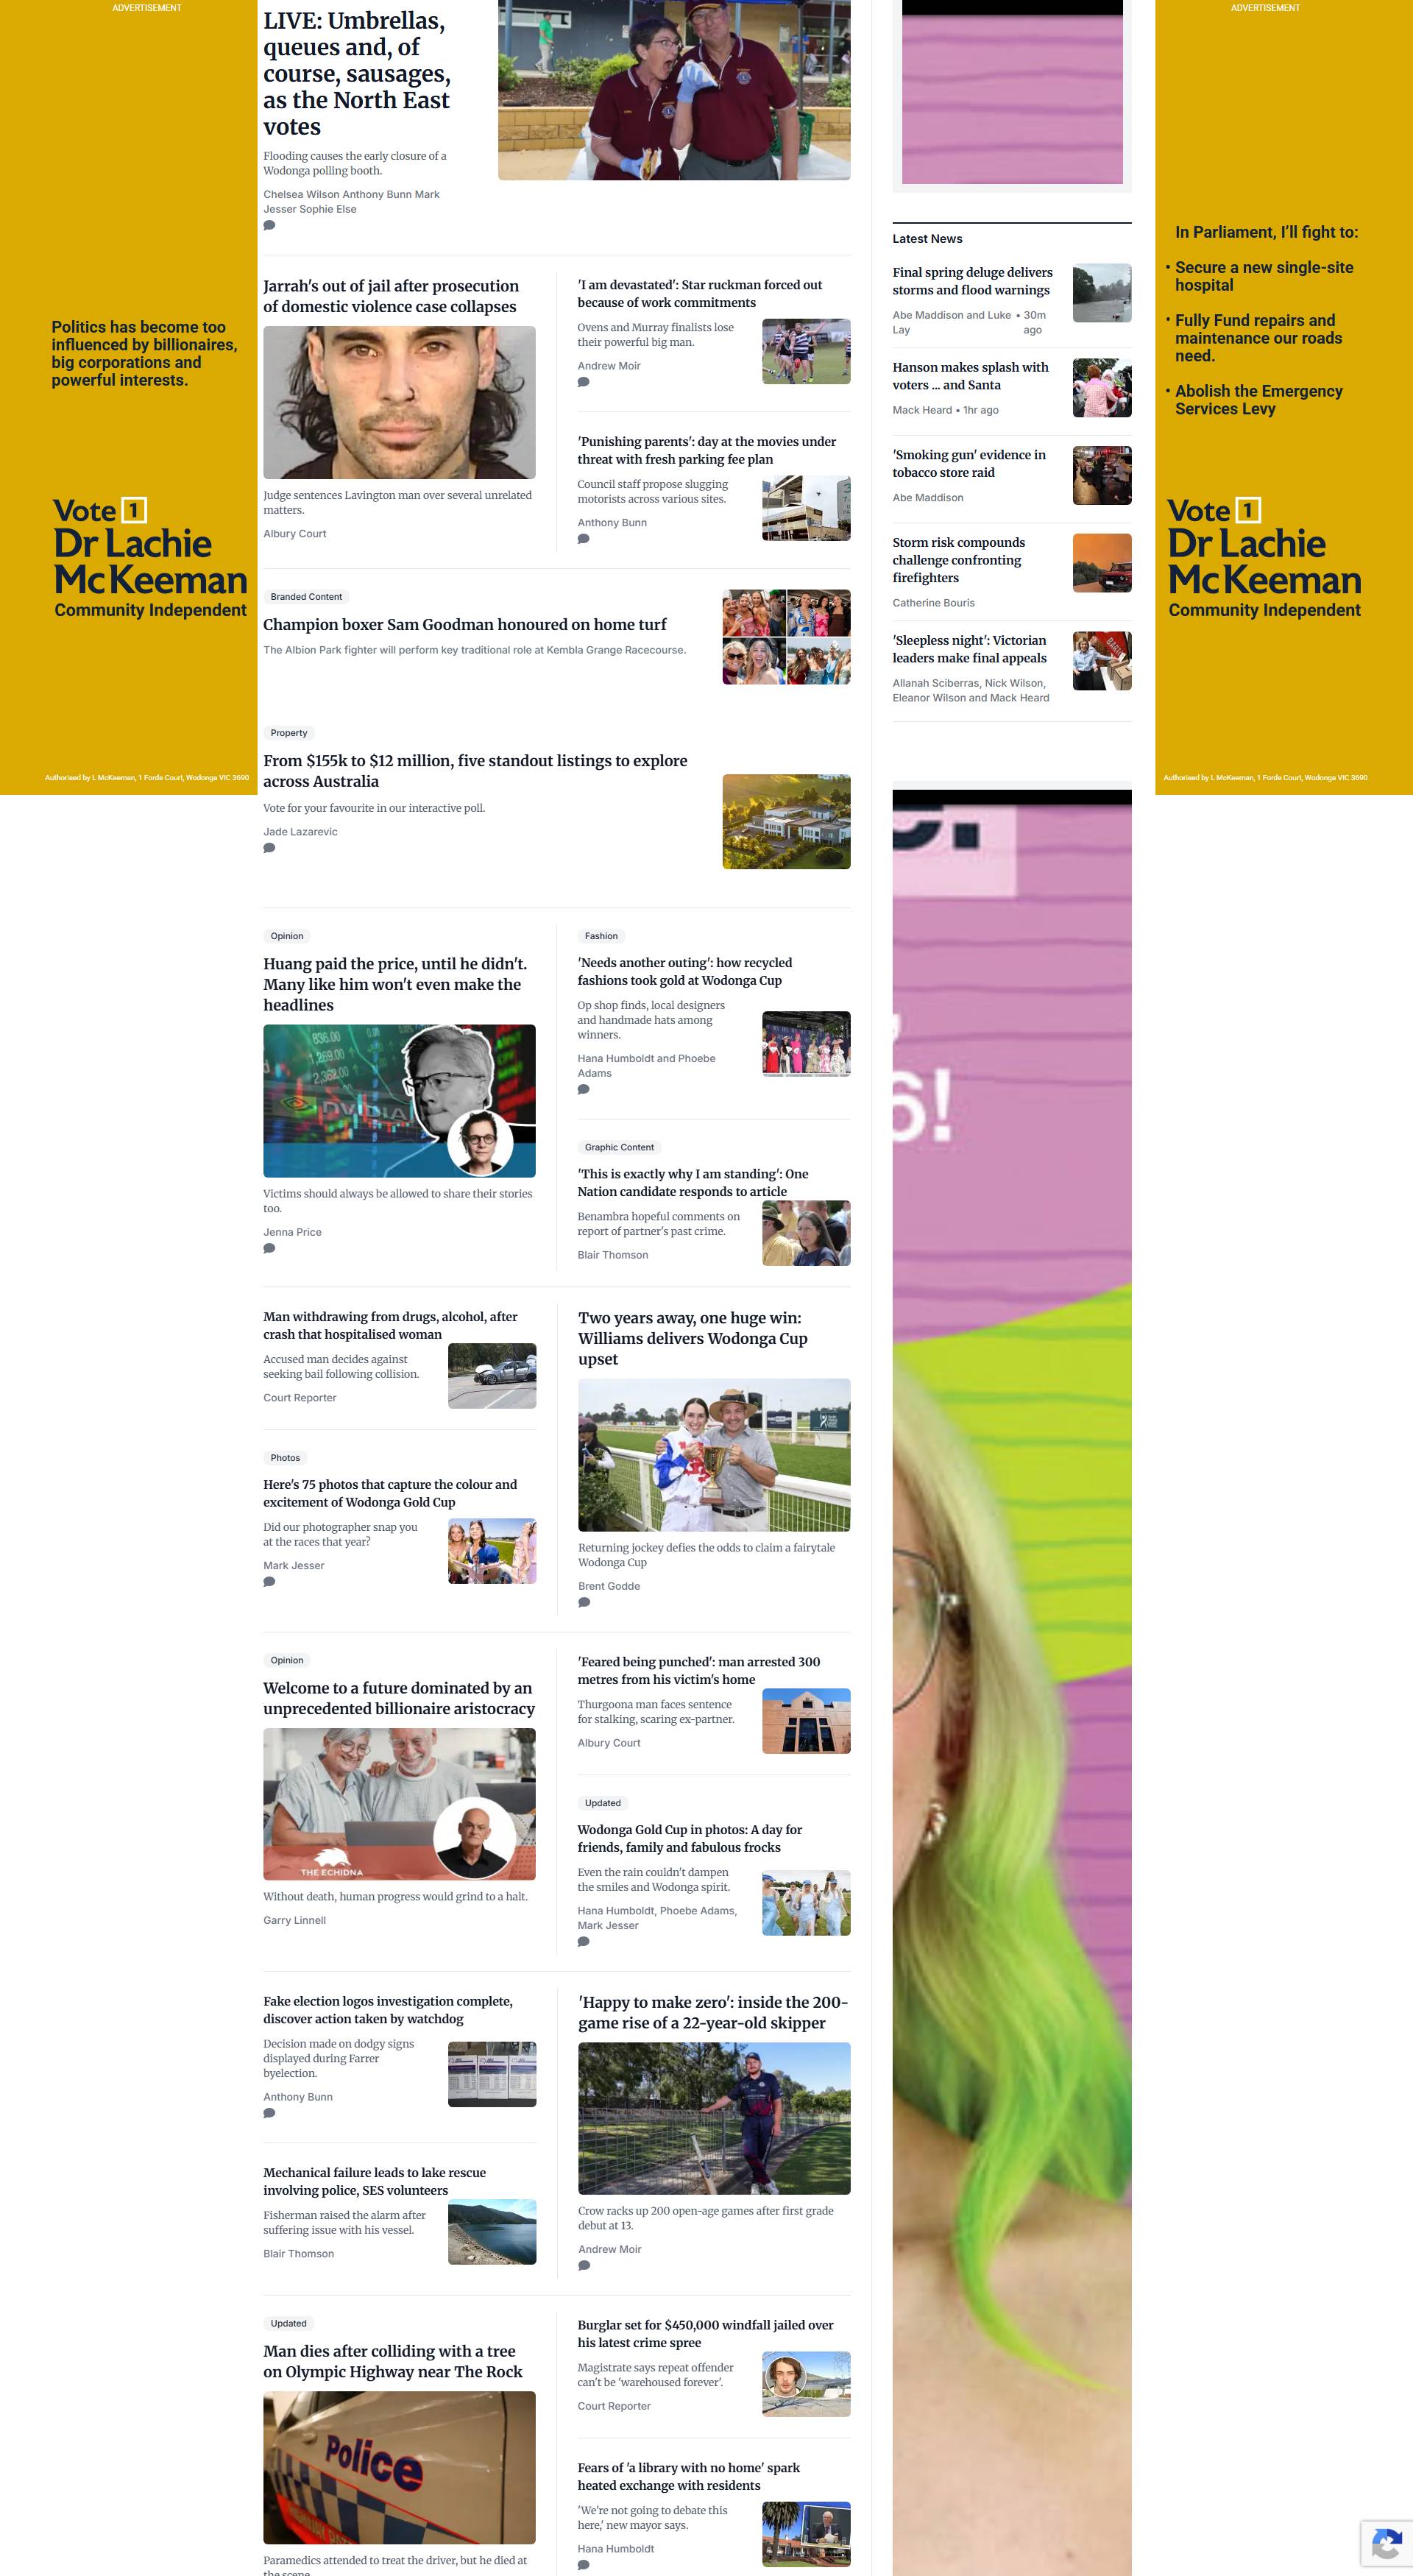 ADVERTISEMENT
Politics has become too
influenced by billionaires,
big corporations and
powerful interests.
Vote 1
Dr Lachie
McKeeman
Community Independent
Authorised by L McKeeman, 1 Forde Court, Wodonga VIC 3690
LIVE: Umbrellas,
queues and, of
course, sausages,
as the North East
votes
Flooding causes the early closure of a
Wodonga polling booth.
Chelsea Wilson Anthony Bunn Mark
Jesser Sophie Else
Jarrah's out of jail after prosecution
of domestic violence case collapses
Judge sentences Lavington man over several unrelated
matters.
Albury Court
'I am devastated': Star ruckman forced out
because of work commitments
Ovens and Murray finalists lose
their powerful big man.
Andrew Moir
'Punishing parents': day at the movies under
threat with fresh parking fee plan
Council staff propose slugging
motorists across various sites.
Anthony Bunn
Branded Content
Champion boxer Sam Goodman honoured on home turf
The Albion Park fighter will perform key traditional role at Kembla Grange Racecourse.
Property
From $155k to $12 million, five standout listings to explore
across Australia
Vote for your favourite in our interactive poll.
Jade Lazarevic
Opinion
Huang paid the price, until he didn't.
Many like him won't even make the
headlines
836.00
1,269.00
2,362.00
NVIDIA
Victims should always be allowed to share their stories
too.
Jenna Price
Fashion
'Needs another outing': how recycled
fashions took gold at Wodonga Cup
Op shop finds, local designers
and handmade hats among
winners.
Hana Humboldt and Phoebe
Adams
Graphic Content
'This is exactly why I am standing': One
Nation candidate responds to article
Benambra hopeful comments on
report of partner's past crime.
Blair Thomson
Man withdrawing from drugs, alcohol, after
crash that hospitalised woman
Accused man decides against
seeking bail following collision.
Court Reporter
Photos
Here's 75 photos that capture the colour and
excitement of Wodonga Gold Cup
Did our photographer snap you
at the races that year?
Mark Jesser
Two years away, one huge win:
Williams delivers Wodonga Cup
upset
Returning jockey defies the odds to claim a fairytale
Wodonga Cup
Brent Godde
Opinion
Welcome to a future dominated by an
unprecedented billionaire aristocracy
THE ECHIDNA
Without death, human progress would grind to a halt.
Garry Linnell
'Feared being punched': man arrested 300
metres from his victim's home
Thurgoona man faces sentence
for stalking, scaring ex-partner.
Albury Court
Updated
Wodonga Gold Cup in photos: A day for
friends, family and fabulous frocks
Even the rain couldn't dampen
the smiles and Wodonga spirit.
Hana Humboldt, Phoebe Adams,
Mark Jesser
Fake election logos investigation complete,
discover action taken by watchdog
Decision made on dodgy signs
displayed during Farrer
byelection.
Anthony Bunn
Mechanical failure leads to lake rescue
involving police, SES volunteers
Fisherman raised the alarm after
suffering issue with his vessel.
Blair Thomson
'Happy to make zero': inside the 200-
game rise of a 22-year-old skipper
Crow racks up 200 open-age games after first grade
debut at 13.
Andrew Moir
Updated
Man dies after colliding with a tree
on Olympic Highway near The Rock
Police
Paramedics attended to treat the driver, but he died at
the scene.
Burglar set for $450,000 windfall jailed over
his latest crime spree
Magistrate says repeat offender
can't be 'warehoused forever'.
Court Reporter
Fears of 'a library with no home' spark
heated exchange with residents
'We're not going to debate this
here,' new mayor says.
Hana Humboldt
Latest News
Final spring deluge delivers
storms and flood warnings
Abe Maddison and Luke • 30m
Lay ago
Hanson makes splash with
voters ... and Santa
Mack Heard • 1hr ago
'Smoking gun' evidence in
tobacco store raid
Abe Maddison
Storm risk compounds
challenge confronting
firefighters
Catherine Bouris
'Sleepless night': Victorian
leaders make final appeals
Allanah Sciberras, Nick Wilson,
Eleanor Wilson and Mack Heard
6!
ADVERTISEMENT
In Parliament, I'll fight to:
• Secure a new single-site
hospital
• Fully Fund repairs and
maintenance our roads
need.
• Abolish the Emergency
Services Levy
Vote 1
Dr Lachie
McKeeman
Community Independent
Authorised by L McKeeman, 1 Forde Court, Wodonga VIC 3690